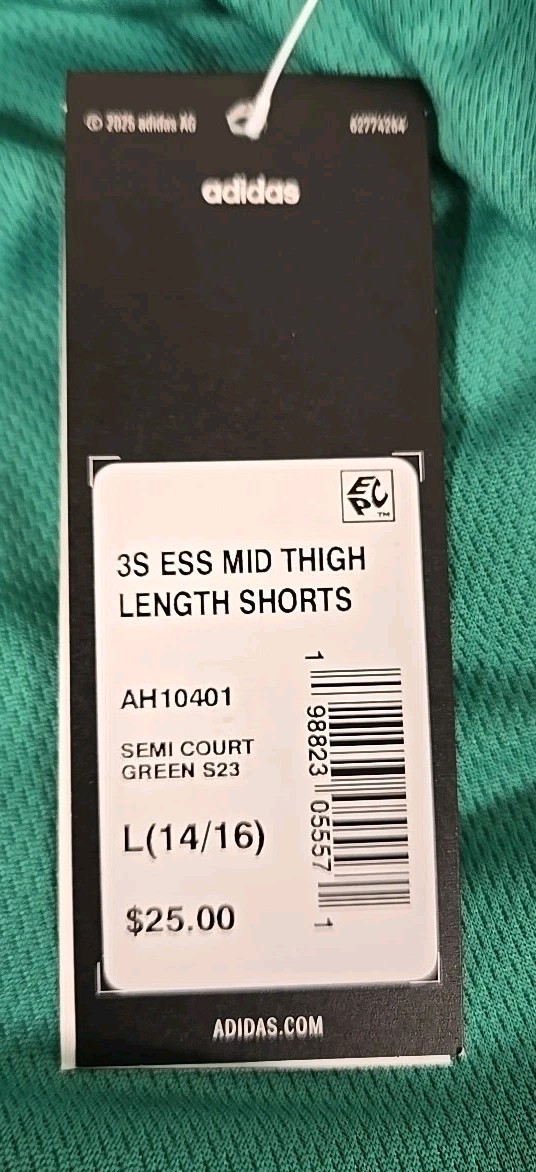 © 2025 adidas AG
62774264
adidas
EPC™
3S ESS MID THIGH
LENGTH SHORTS
AH10401
SEMI COURT
GREEN S23
L(14/16)
$25.00
1 98823 05557 1
ADIDAS.COM